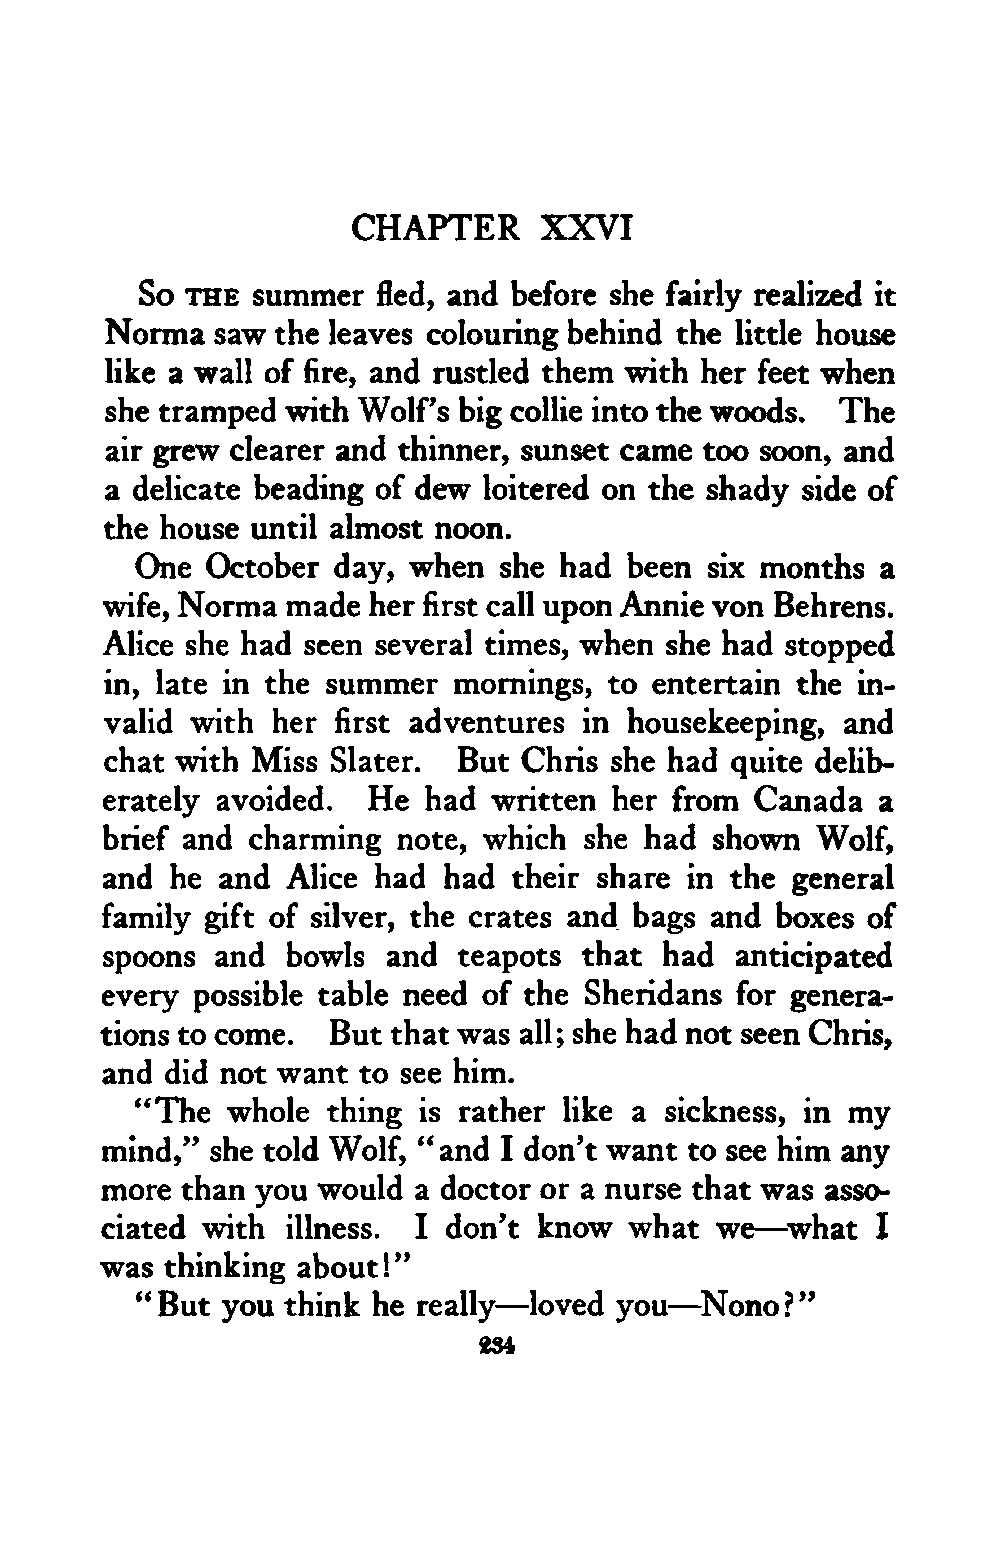 CHAPTER XXVI
So THE summer fled, and before she fairly realized it
Norma saw the leaves colouring behind the little house
like a wall of fire, and rustled them with her feet when
she tramped with Wolf's big collie into the woods. The
air grew clearer and thinner, sunset came too soon, and
a delicate beading of dew loitered on the shady side of
the house until almost noon.
One October day, when she had been six months a
wife, Norma made her first call upon Annie von Behrens.
Alice she had seen several times, when she had stopped
in, late in the summer mornings, to entertain the in-
valid with her first adventures in housekeeping, and
chat with Miss Slater. But Chris she had quite delib-
erately avoided. He had written her from Canada a
brief and charming note, which she had shown Wolf,
and he and Alice had had their share in the general
family gift of silver, the crates and bags and boxes of
spoons and bowls and teapots that had anticipated
every possible table need of the Sheridans for genera-
tions to come. But that was all; she had not seen Chris,
and did not want to see him.
"The whole thing is rather like a sickness, in my
mind," she told Wolf, "and I don't want to see him any
more than you would a doctor or a nurse that was asso-
ciated with illness. I don't know what we—what I
was thinking about!"
"But you think he really—loved you—Nono?"
234